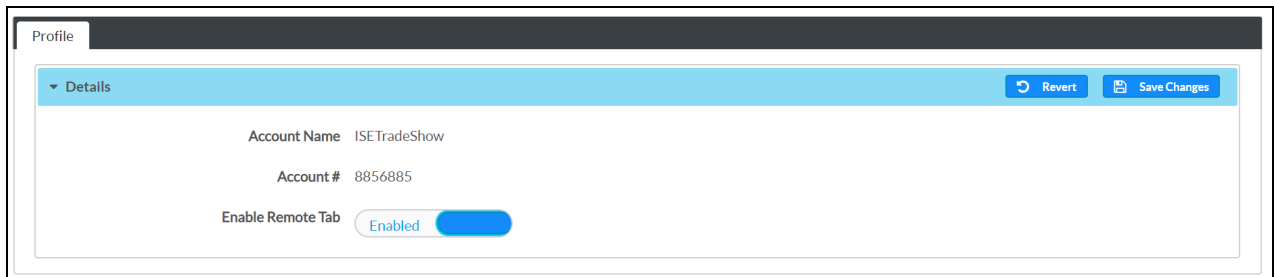 Profile
Details Revert Save Changes
Account Name ISETradeShow
Account # 8856885
Enable Remote Tab Enabled